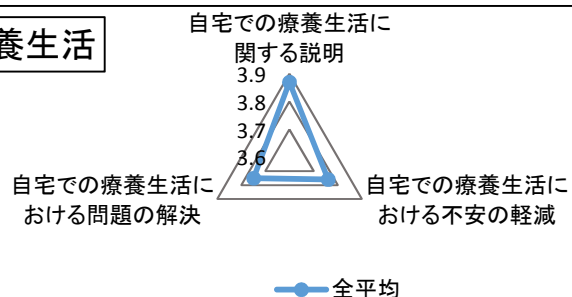 養生活
自宅での療養生活に
関する説明
3.9
3.8
3.7
3.6
自宅での療養生活に
おける問題の解決
自宅での療養生活に
おける不安の軽減
全平均